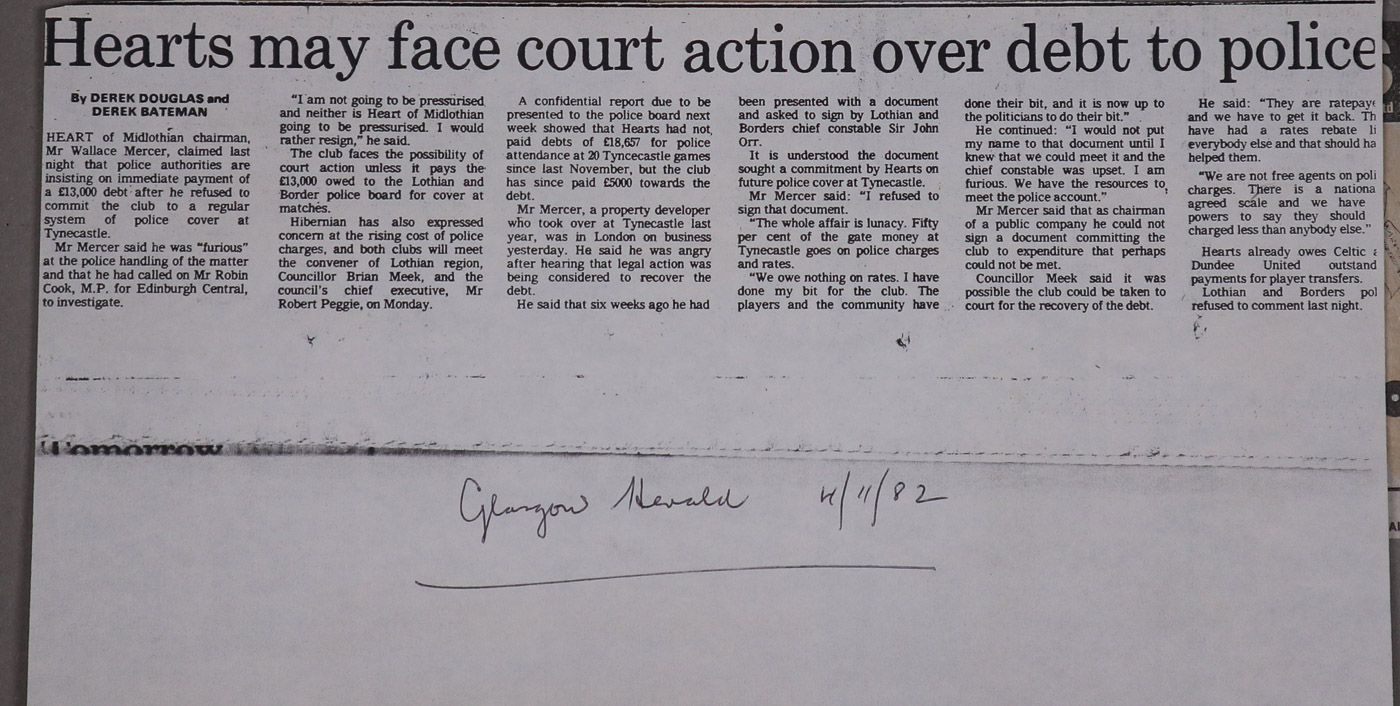 Hearts may face court action over debt to police
By DEREK DOUGLAS and
DEREK BATEMAN
HEART of Midlothian chairman,
Mr Wallace Mercer, claimed last
night that police authorities are
insisting on immediate payment of
a £13,000 debt after he refused to
commit the club to a regular
system of police cover at
Tynecastle.
Mr Mercer said he was “furious”
at the police handling of the matter
and that he had called on Mr Robin
Cook, M.P. for Edinburgh Central,
to investigate.
“I am not going to be pressurised
and neither is Heart of Midlothian
going to be pressurised. I would
rather resign,” he said.
The club faces the possibility of
court action unless it pays the
£13,000 owed to the Lothian and
Border police board for cover at
matches.
Hibernian has also expressed
concern at the rising cost of police
charges, and both clubs will meet
the convener of Lothian region,
Councillor Brian Meek, and the
council's chief executive, Mr
Robert Peggie, on Monday.
A confidential report due to be
presented to the police board next
week showed that Hearts had not
paid debts of £18,657 for police
attendance at 20 Tyncecastle games
since last November, but the club
has since paid £5000 towards the
debt.
Mr Mercer, a property developer
who took over at Tynecastle last
year, was in London on business
yesterday. He said he was angry
after hearing that legal action was
being considered to recover the
debt.
He said that six weeks ago he had
been presented with a document
and asked to sign by Lothian and
Borders chief constable Sir John
Orr.
It is understood the document
sought a commitment by Hearts on
future police cover at Tynecastle.
Mr Mercer said: “I refused to
sign that document.
“The whole affair is lunacy. Fifty
per cent of the gate money at
Tynecastle goes on police charges
and rates.
“We owe nothing on rates. I have
done my bit for the club. The
players and the community have
done their bit, and it is now up to
the politicians to do their bit.”
He continued: “I would not put
my name to that document until I
knew that we could meet it and the
chief constable was upset. I am
furious. We have the resources to
meet the police account.”
Mr Mercer said that as chairman
of a public company he could not
sign a document committing the
club to expenditure that perhaps
could not be met.
Councillor Meek said it was
possible the club could be taken to
court for the recovery of the debt.
He said: “They are ratepaye
and we have to get it back. Th
have had a rates rebate li
everybody else and that should ha
helped them.
“We are not free agents on poli
charges. There is a nationa
agreed scale and we have
powers to say they should
charged less than anybody else.”
Hearts already owes Celtic a
Dundee United outstand
payments for player transfers.
Lothian and Borders pol
refused to comment last night.
Tomorrow
Glasgow Herald 4/11/82